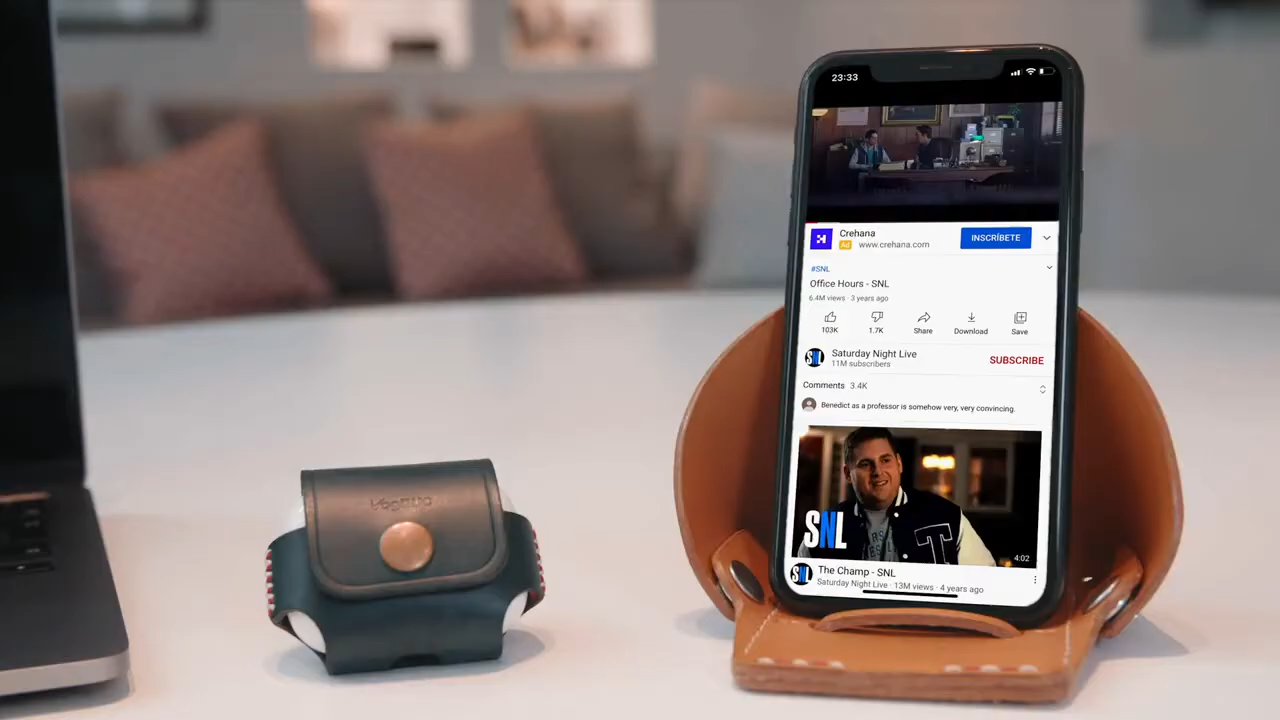 23:33
Crehana
Ad www.crehana.com
INSCRÍBETE
#SNL
Office Hours - SNL
6.4M views · 3 years ago
103K
1.7K
Share
Download
Save
SNL
Saturday Night Live
11M subscribers
SUBSCRIBE
Comments 3.4K
Benedict as a professor is somehow very, very convincing.
SNL
T
4:02
SNL
The Champ - SNL
Saturday Night Live · 13M views · 4 years ago